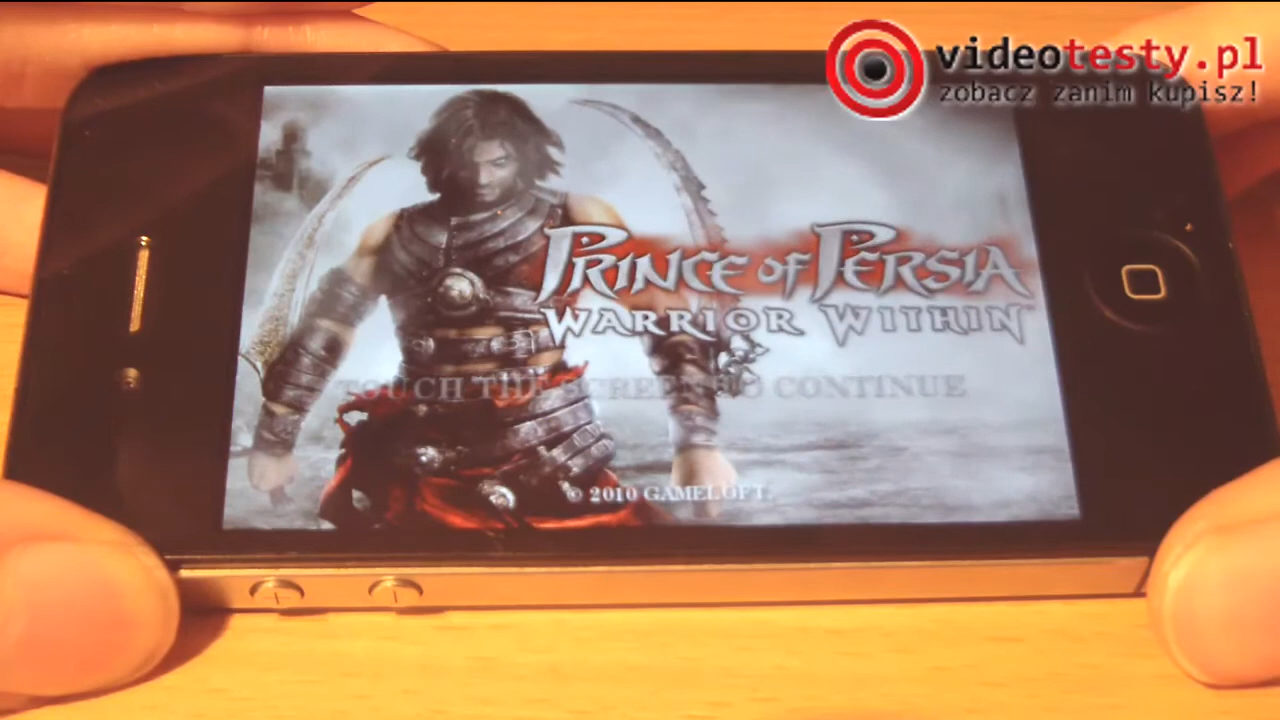 videotesty.pl
zobacz zanim kupisz!
PRINCE OF PERSIA
WARRIOR WITHIN
TOUCH THE SCREEN TO CONTINUE
© 2010 GAMELOFT.